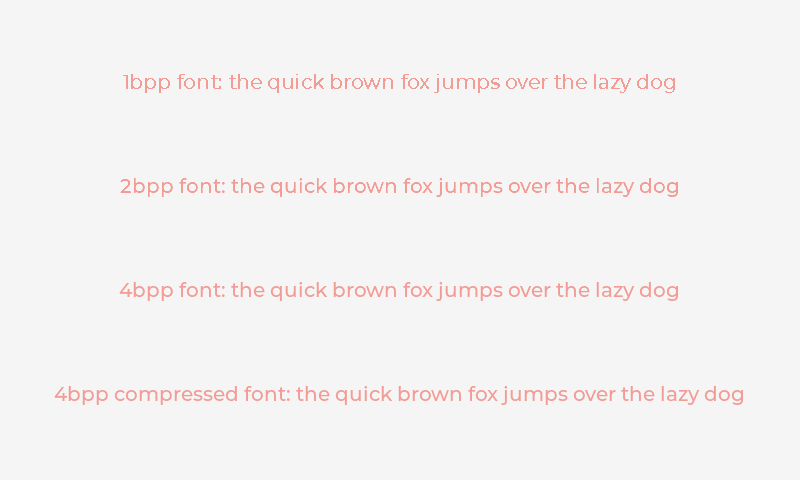 1bpp font: the quick brown fox jumps over the lazy dog
2bpp font: the quick brown fox jumps over the lazy dog
4bpp font: the quick brown fox jumps over the lazy dog
4bpp compressed font: the quick brown fox jumps over the lazy dog